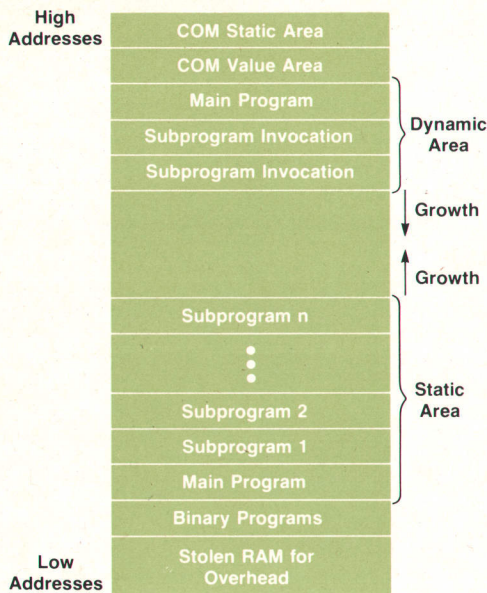 High
Addresses
COM Static Area
COM Value Area
Main Program
Subprogram Invocation
Subprogram Invocation
Dynamic
Area
Growth
Growth
Subprogram n
Subprogram 2
Subprogram 1
Main Program
Static
Area
Binary Programs
Low
Addresses
Stolen RAM for
Overhead